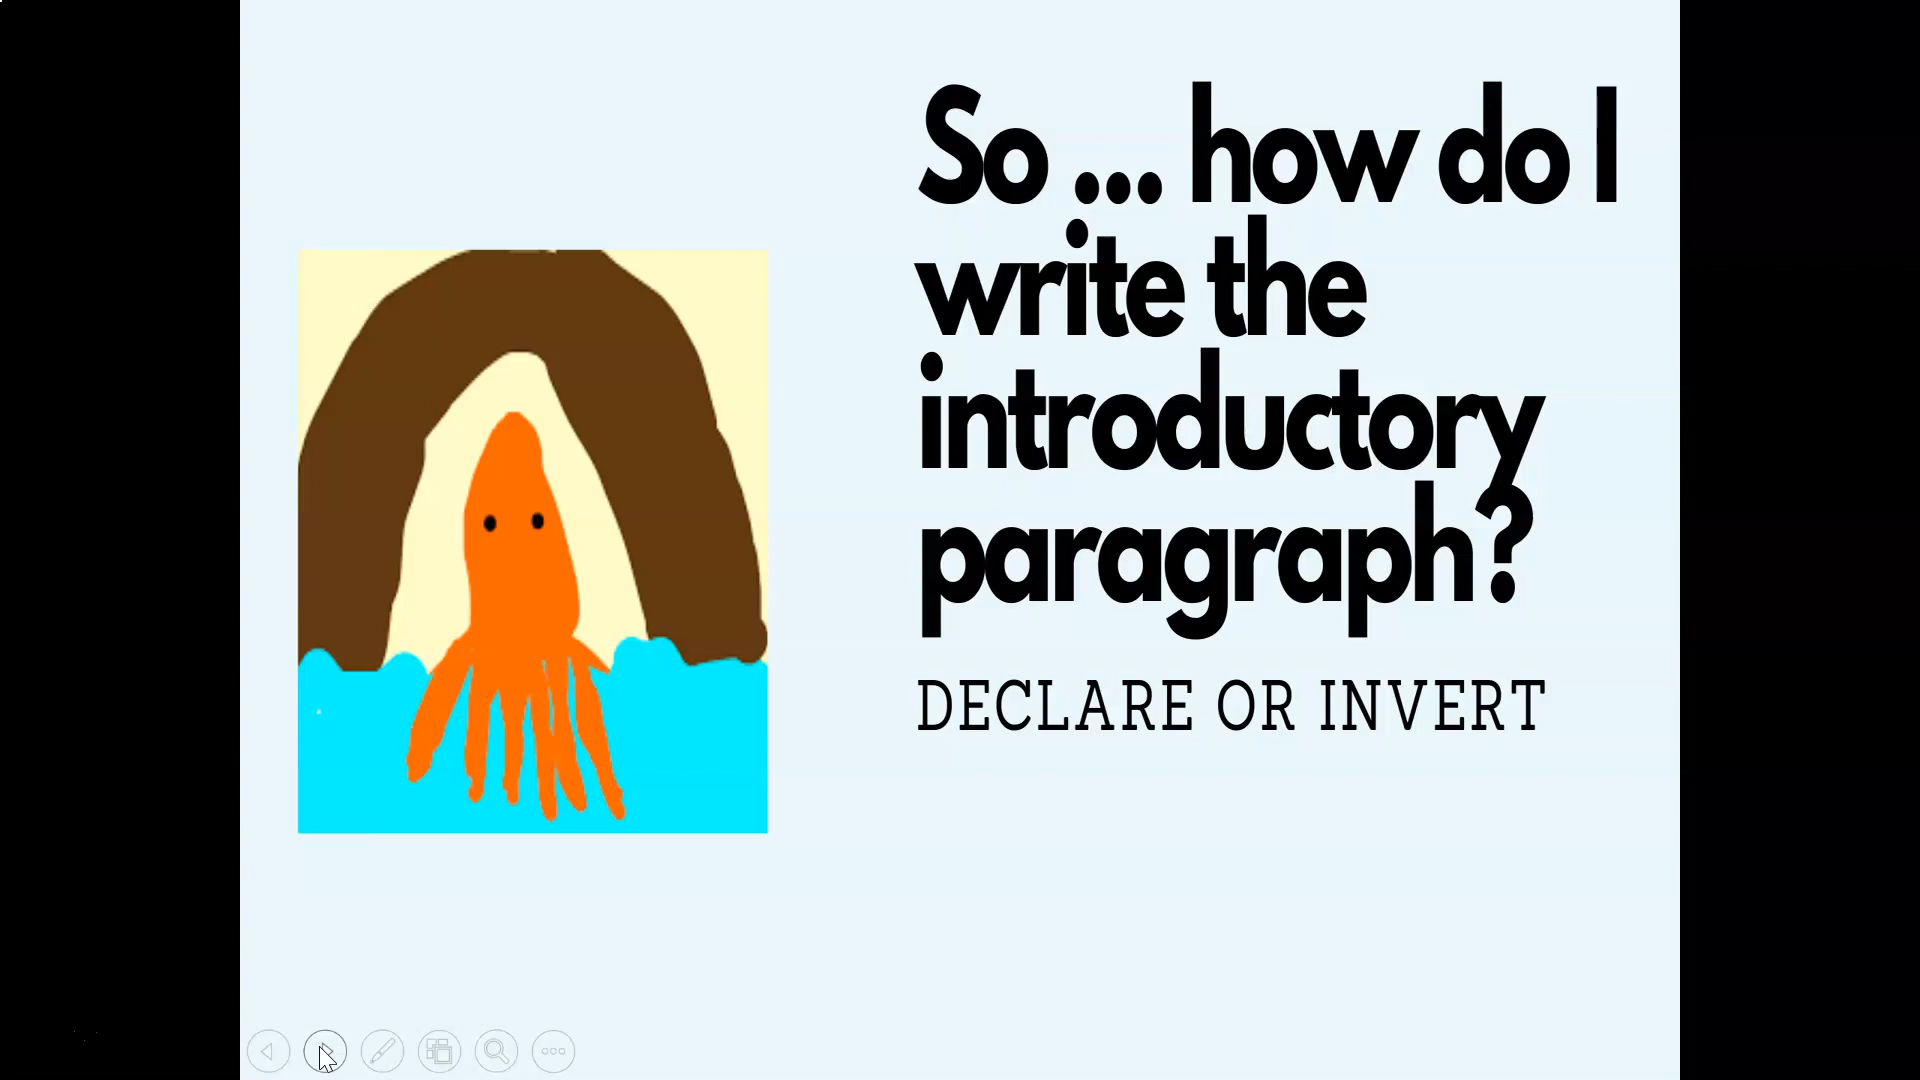 So ... how do I
write the
introductory
paragraph?
DECLARE OR INVERT